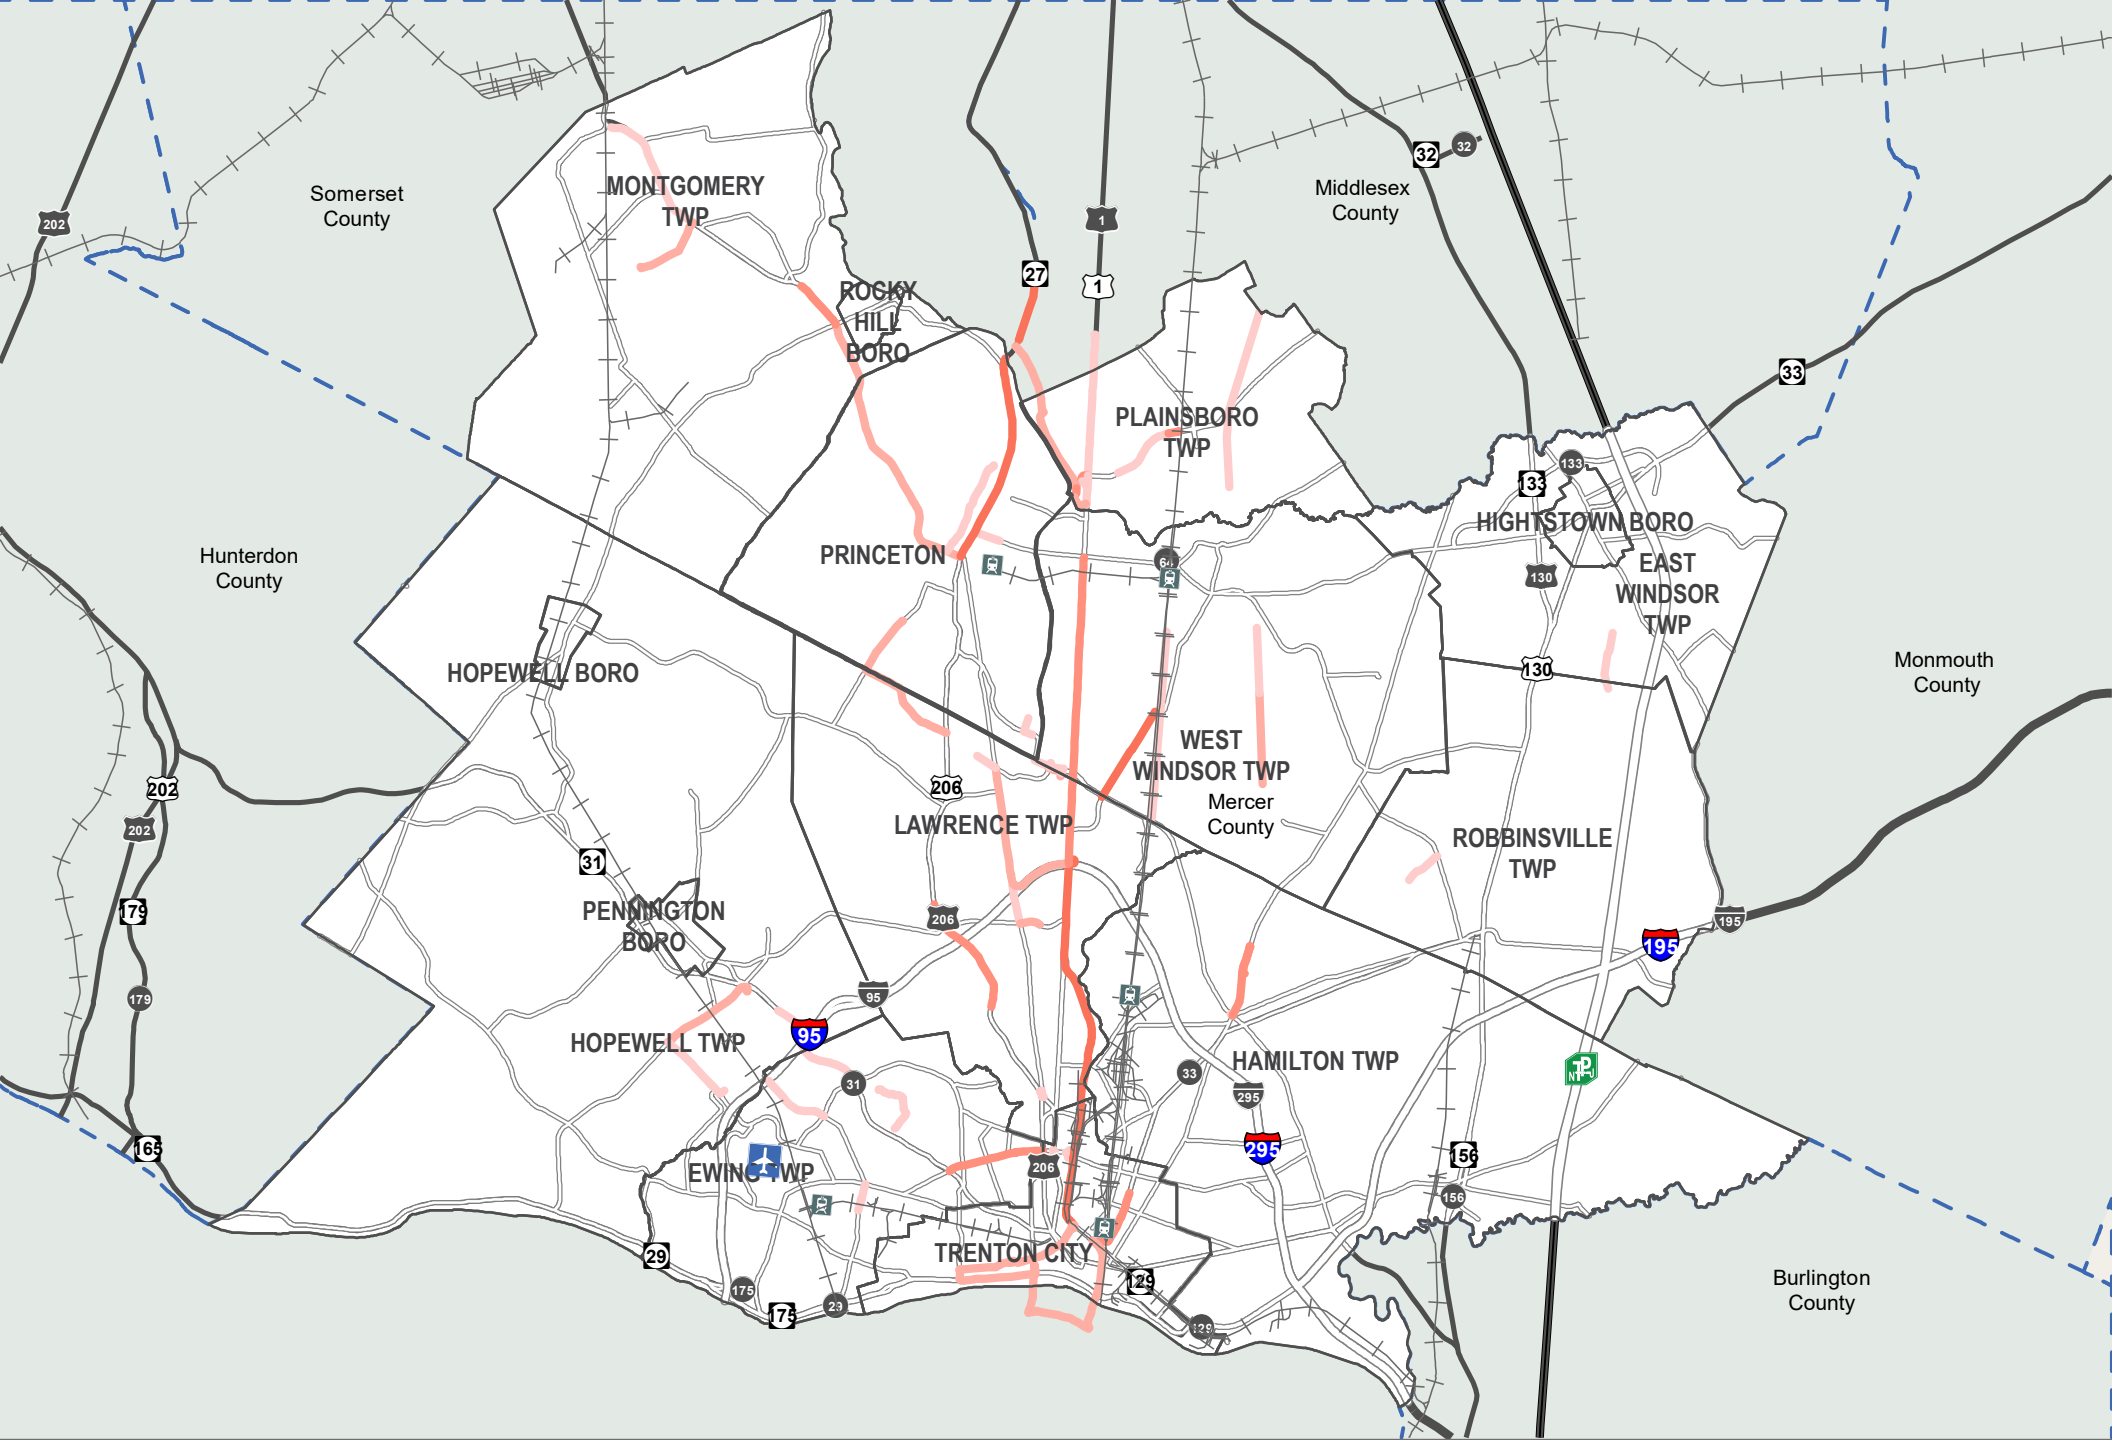 32
32
MONTGOMERY
TWP
Somerset
County
Middlesex
County
202
1
27
1
ROCKY
HILL
BORO
33
PLAINSBORO
TWP
133
133
HIGHTSTOWN BORO
PRINCETON
Hunterdon
County
64
130
EAST
WINDSOR
TWP
HOPEWELL BORO
130
Monmouth
County
WEST
WINDSOR TWP
202
206
Mercer
County
202
LAWRENCE TWP
ROBBINSVILLE
TWP
31
179
PENNINGTON
BORO
206
195
195
179
95
95
HOPEWELL TWP
HAMILTON TWP
33
NTPJ
31
295
165
295
156
EWING TWP
206
156
29
TRENTON CITY
129
175
175
29
129
Burlington
County